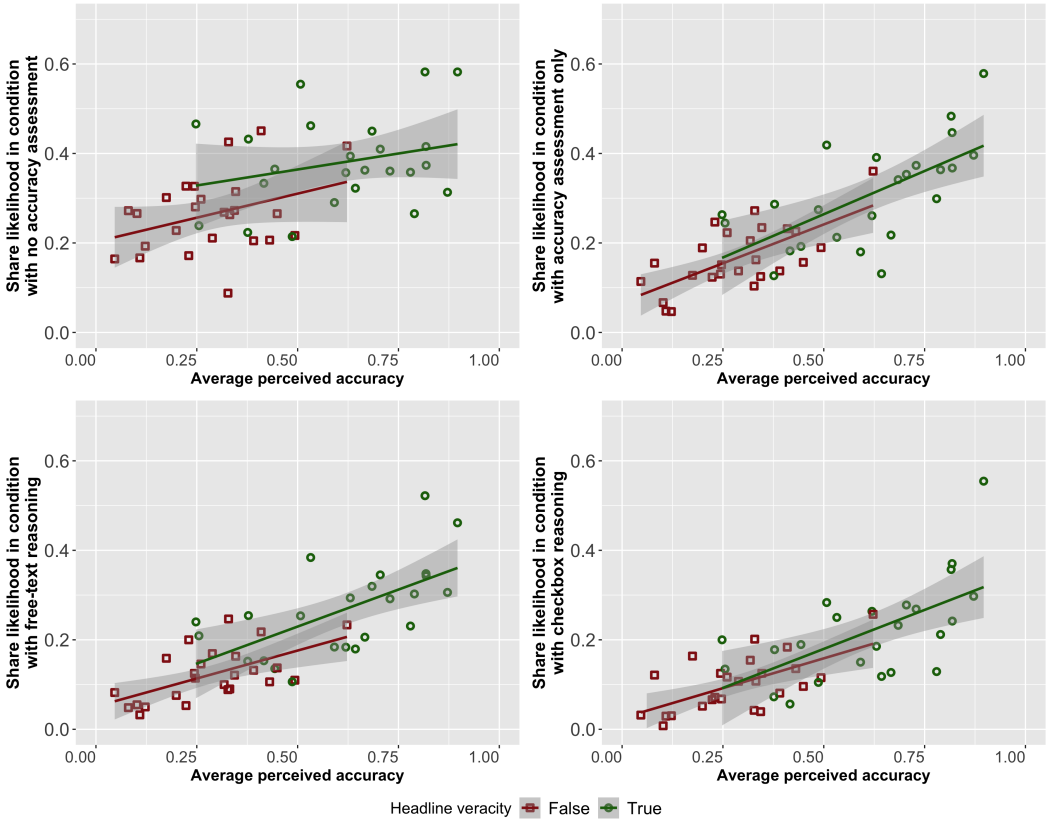 Share likelihood in condition
with no accuracy assessment
0.6
0.4
0.2
0.0
0.00 0.25 0.50 0.75 1.00
Average perceived accuracy
Share likelihood in condition
with accuracy assessment only
0.6
0.4
0.2
0.0
0.00 0.25 0.50 0.75 1.00
Average perceived accuracy
Share likelihood in condition
with free-text reasoning
0.6
0.4
0.2
0.0
0.00 0.25 0.50 0.75 1.00
Average perceived accuracy
Share likelihood in condition
with checkbox reasoning
0.6
0.4
0.2
0.0
0.00 0.25 0.50 0.75 1.00
Average perceived accuracy
Headline veracity False True